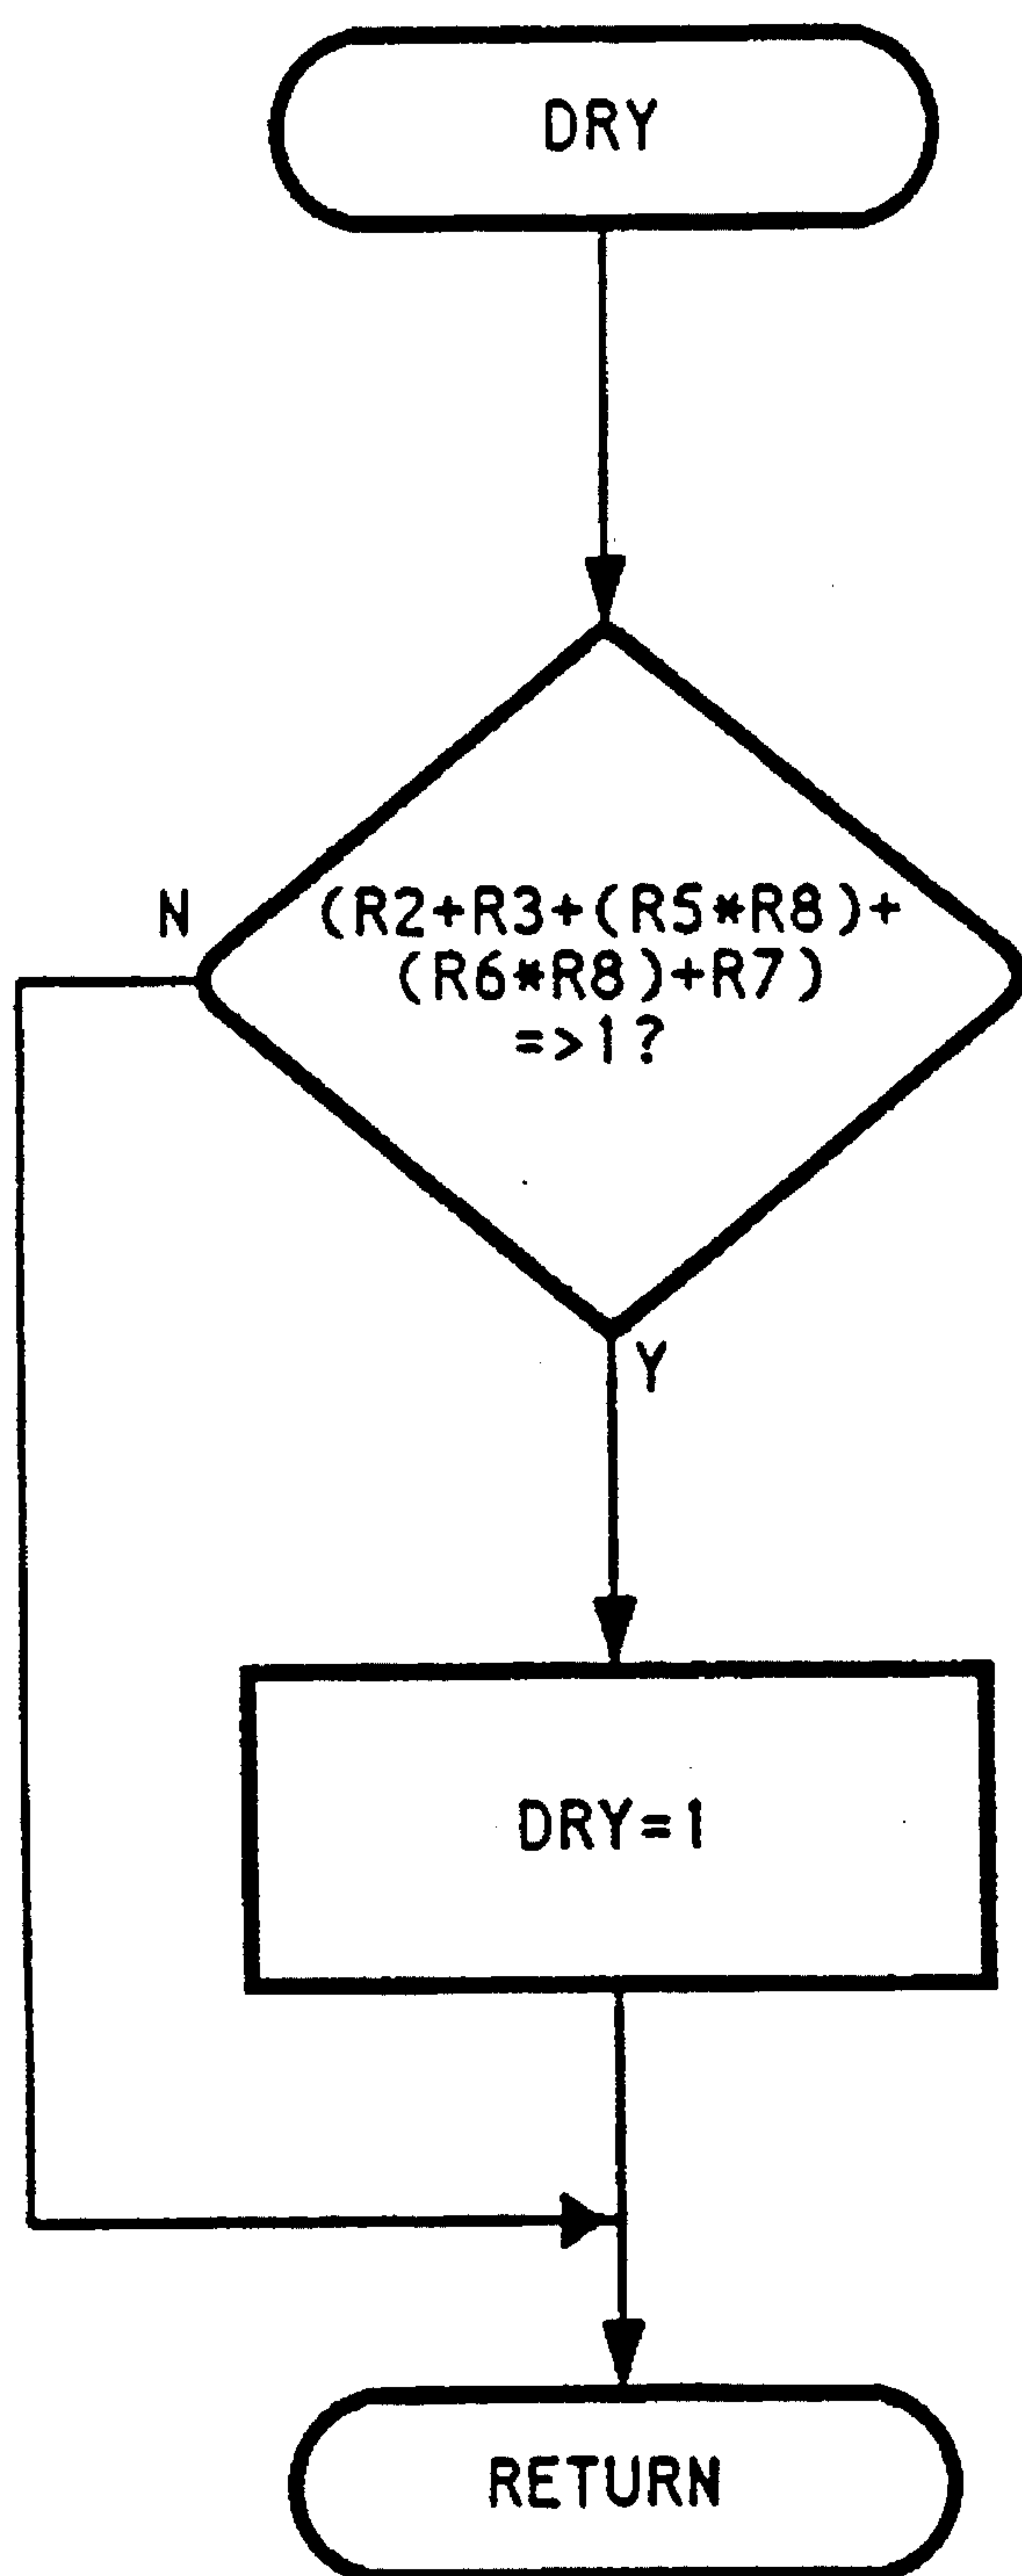 DRY
N
(R2+R3+(R5*R8)+
(R6*R8)+R7)
=>1?
Y
DRY=1
RETURN